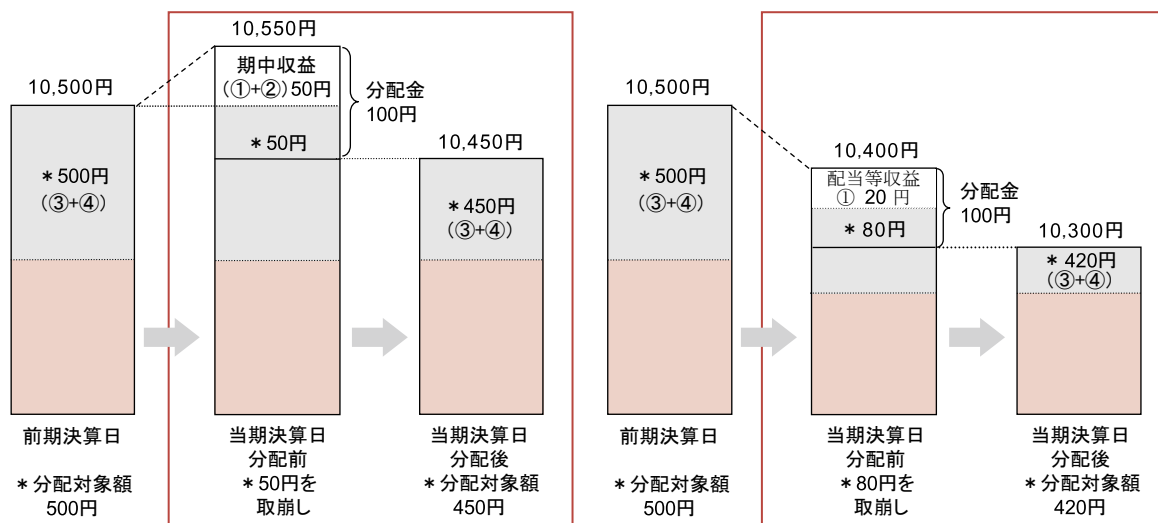 10,500円
*500円
(③+④)
前期決算日
*分配対象額
500円
10,550円
期中収益
(①+②)50円
*50円
分配金
100円
当期決算日
分配前
*50円を
取崩し
10,450円
*450円
(③+④)
当期決算日
分配後
*分配対象額
450円
10,500円
*500円
(③+④)
前期決算日
*分配対象額
500円
10,400円
配当等収益
① 20 円
*80円
分配金
100円
当期決算日
分配前
*80円を
取崩し
10,300円
*420円
(③+④)
当期決算日
分配後
*分配対象額
420円